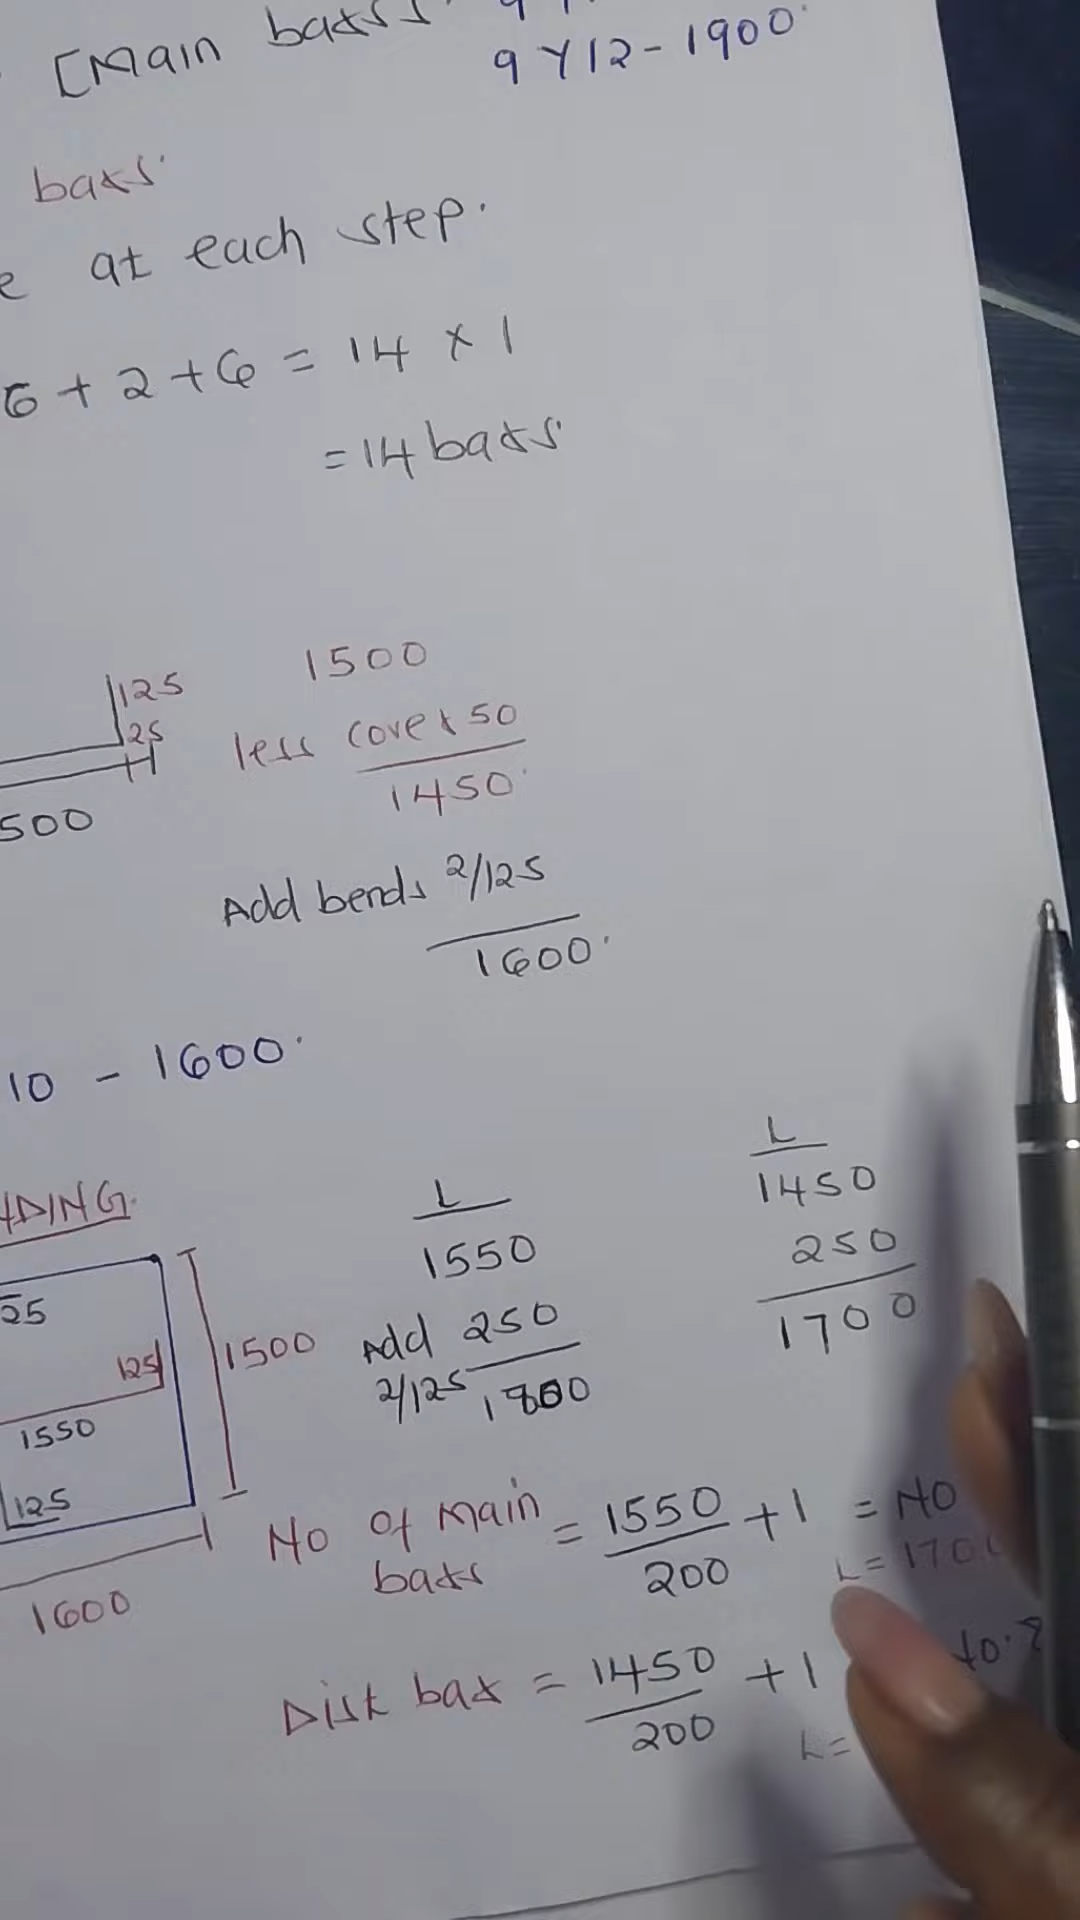 [Main bars
9Y12-1900
bars
at each step.
+ 2 + 6 = 14 x 1
= 14 bars
125
25
500
1500
less cover 50
1450
Add bends 2/125
1600
10 - 1600
DING
25
125
1550
125
1500
1600
L
1550
Add 250
2/125 1800
L
1450
250
1700
No of main bars = 1550/200 + 1 = No
L = 170
Dist bar = 1450/200 + 1
L =